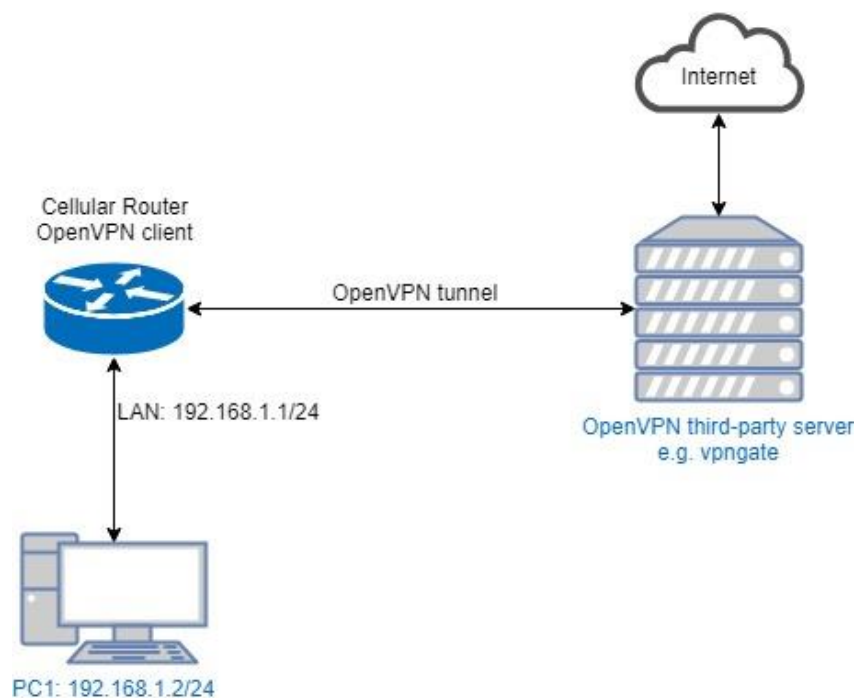 Internet
Cellular Router
OpenVPN client
OpenVPN tunnel
LAN: 192.168.1.1/24
OpenVPN third-party server
e.g. vpngate
PC1: 192.168.1.2/24